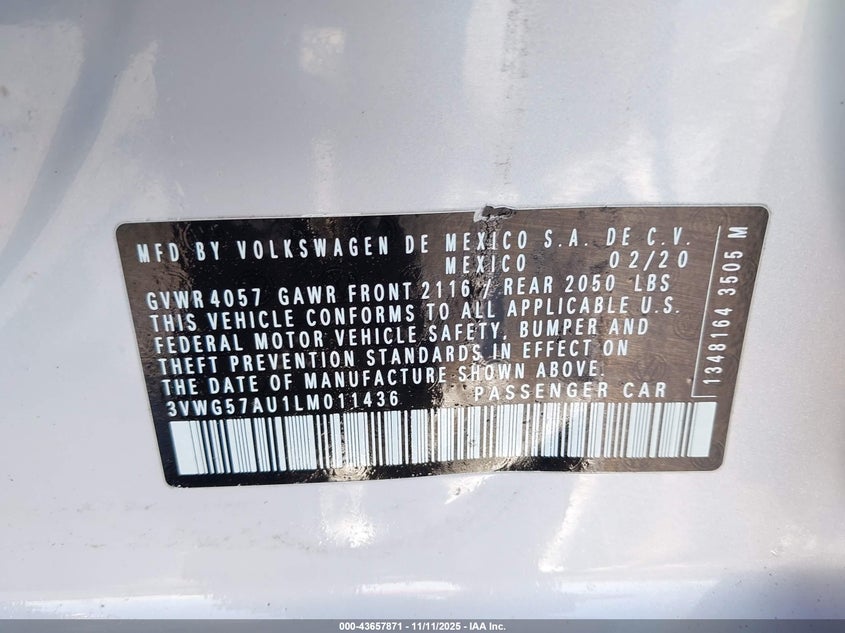 MFD BY VOLKSWAGEN DE MEXICO S.A. DE C.V.
MEXICO 02/20
GVWR 4057 GAWR FRONT 2116 / REAR 2050 LBS
THIS VEHICLE CONFORMS TO ALL APPLICABLE U.S.
FEDERAL MOTOR VEHICLE SAFETY, BUMPER AND
THEFT PREVENTION STANDARDS IN EFFECT ON
THE DATE OF MANUFACTURE SHOWN ABOVE.
3VWG57AU1LM011436 PASSENGER CAR
1348164 3505 M
000-43657871 | 11/11/2025 | IAA Inc.